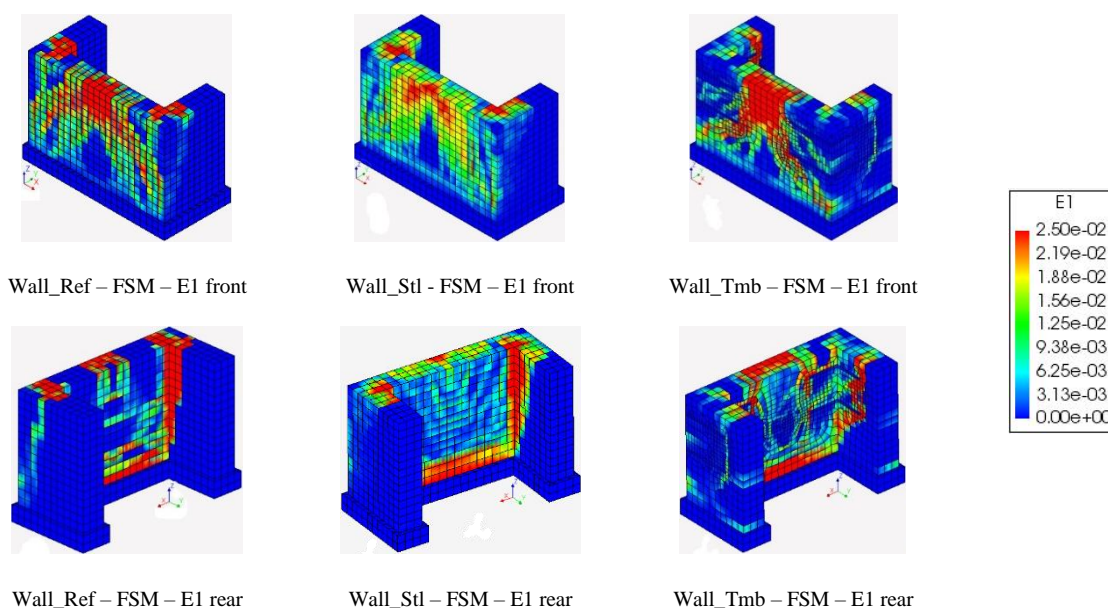 Wall_Ref – FSM – E1 front
Wall_Stl - FSM – E1 front
Wall_Tmb – FSM – E1 front
E1
2.50e-02
2.19e-02
1.88e-02
1.56e-02
1.25e-02
9.38e-03
6.25e-03
3.13e-03
0.00e+00
Wall_Ref – FSM – E1 rear
Wall_Stl – FSM – E1 rear
Wall_Tmb – FSM – E1 rear